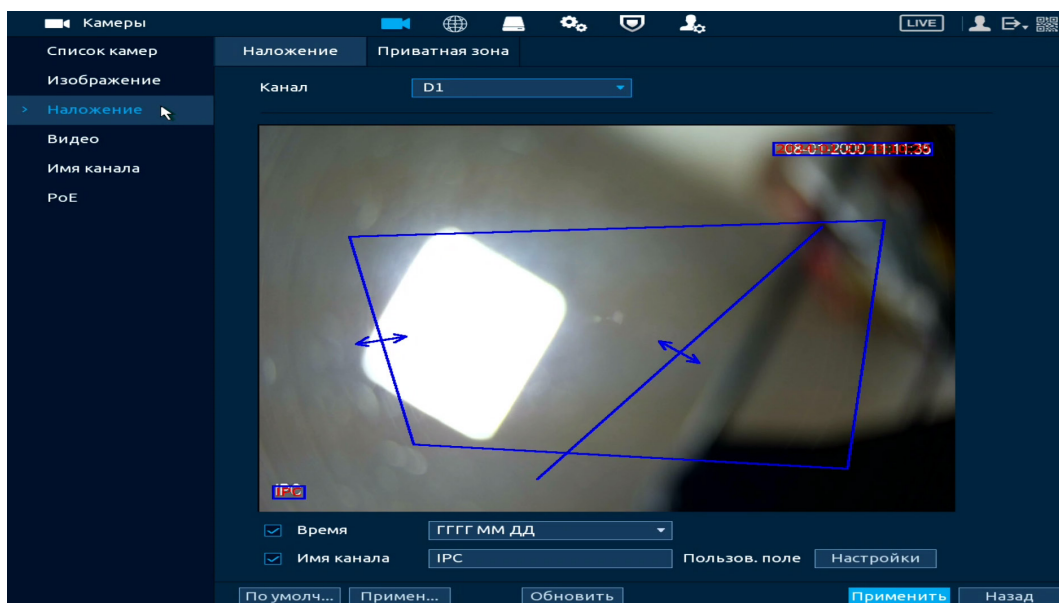 Камеры LIVE
Список камер
Изображение
> Наложение
Видео
Имя канала
PoE
Наложение Приватная зона
Канал D1
08-01-2000 11:11:35
IPC
Время ГГГГ ММ ДД
Имя канала IPC Пользов. поле Настройки
По умолч... Примен... Обновить Применить Назад